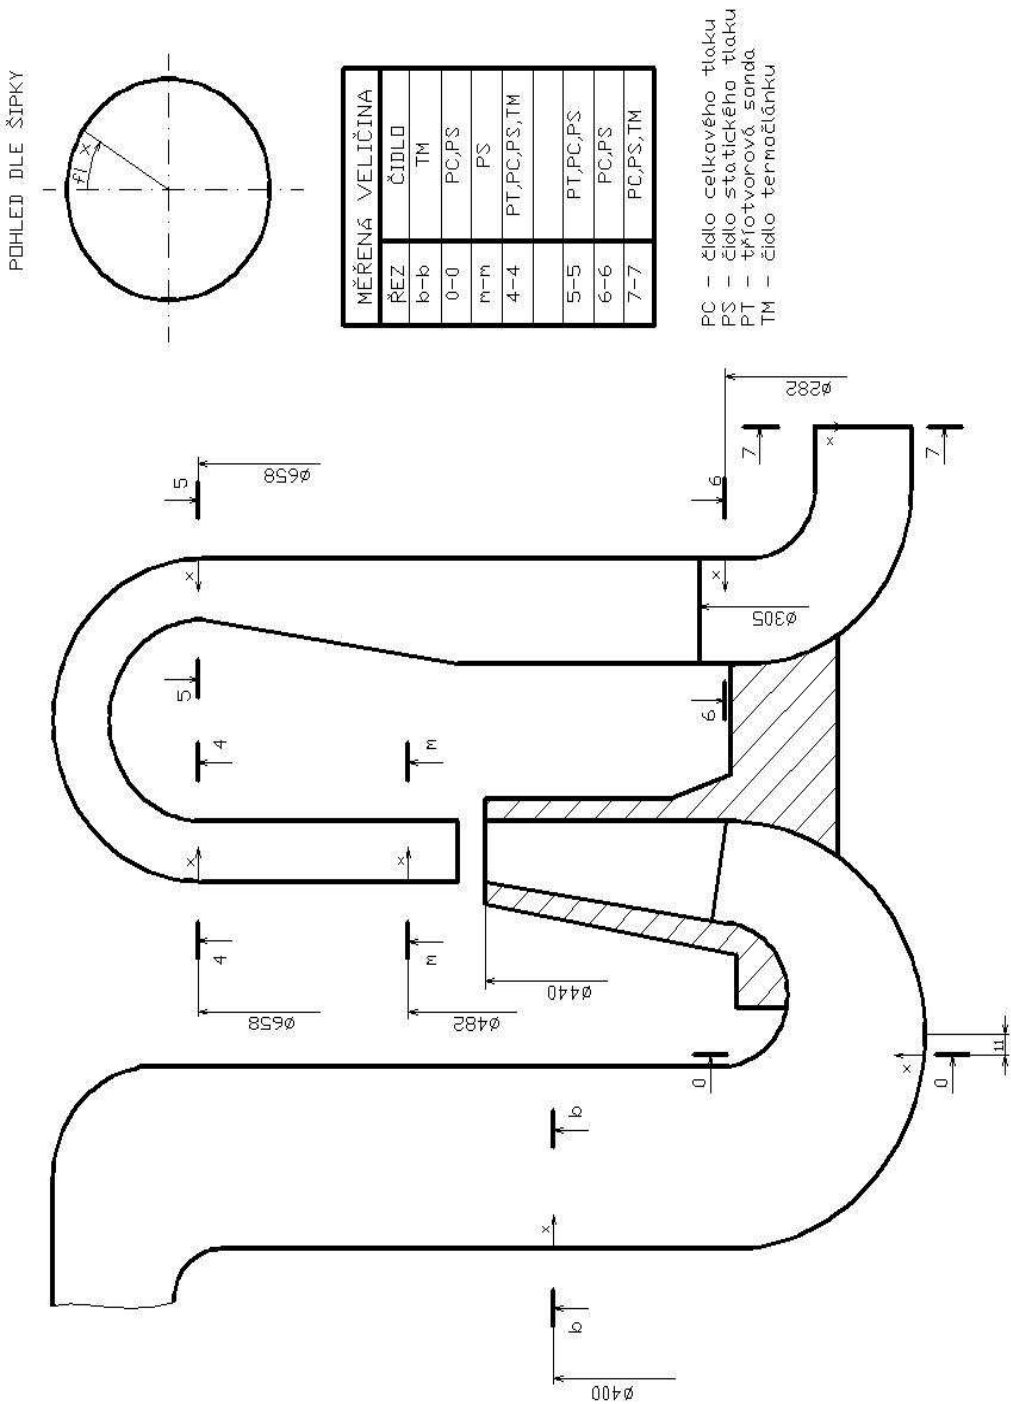 POHLED DLE ŠIPKY
fi
x
MĚŘENÁ VELIČINA
ŘEZ ČIDLO
b-b TM
0-0 PC,PS
m-m PS
4-4 PT,PC,PS,TM
5-5 PT,PC,PS
6-6 PC,PS
7-7 PC,PS,TM
PC - čidlo celkového tlaku
PS - čidlo statického tlaku
PT - tříotvorová sonda
TM - čidlo termočlánku
5
ø658
5
x
6
ø282
6
x
7
7
x
ø305
4
4
x
m
m
x
ø658
ø482
ø440
0
0
x
11
b
b
x
ø400